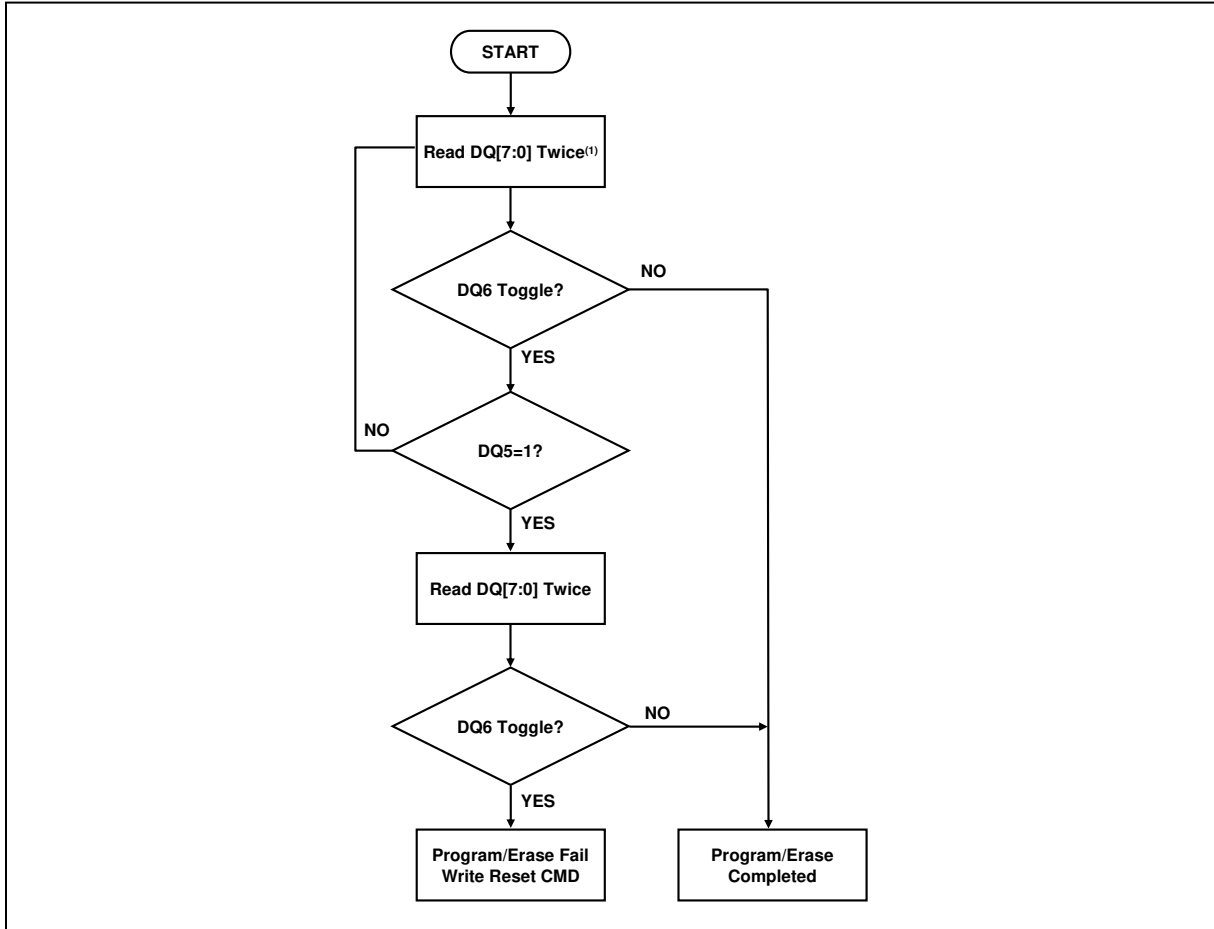 START
Read DQ[7:0] Twice(1)
DQ6 Toggle?
NO
YES
NO
DQ5=1?
YES
Read DQ[7:0] Twice
DQ6 Toggle?
NO
YES
Program/Erase Fail
Write Reset CMD
Program/Erase
Completed